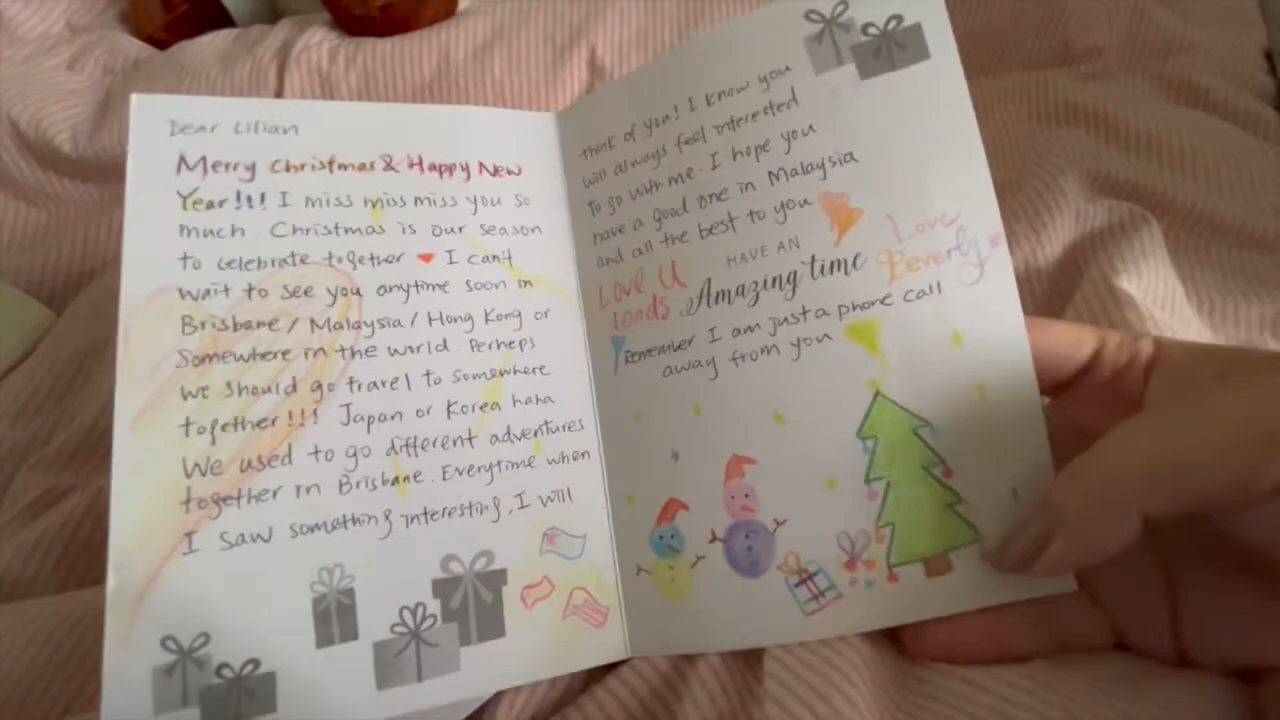 Dear Lilian
Merry Christmas & Happy New
Year!!! I miss miss miss you so
much. Christmas is our season
to celebrate together I can't
wait to see you anytime soon in
Brisbane / Malaysia / Hong Kong or
Somewhere in the world. Perheps
we should go travel to somewhere
together!!! Japan or Korea haha.
We used to go different adventures
together in Brisbane. Everytime when
I saw something interesting, I will
think of you! I know you
will always feel interested
to go with me. I hope you
have a good one in Malaysia
and all the best to you
Love U
lands
HAVE AN
Amazing time
Love
Beverly
Remember I am just a phone call
away from you